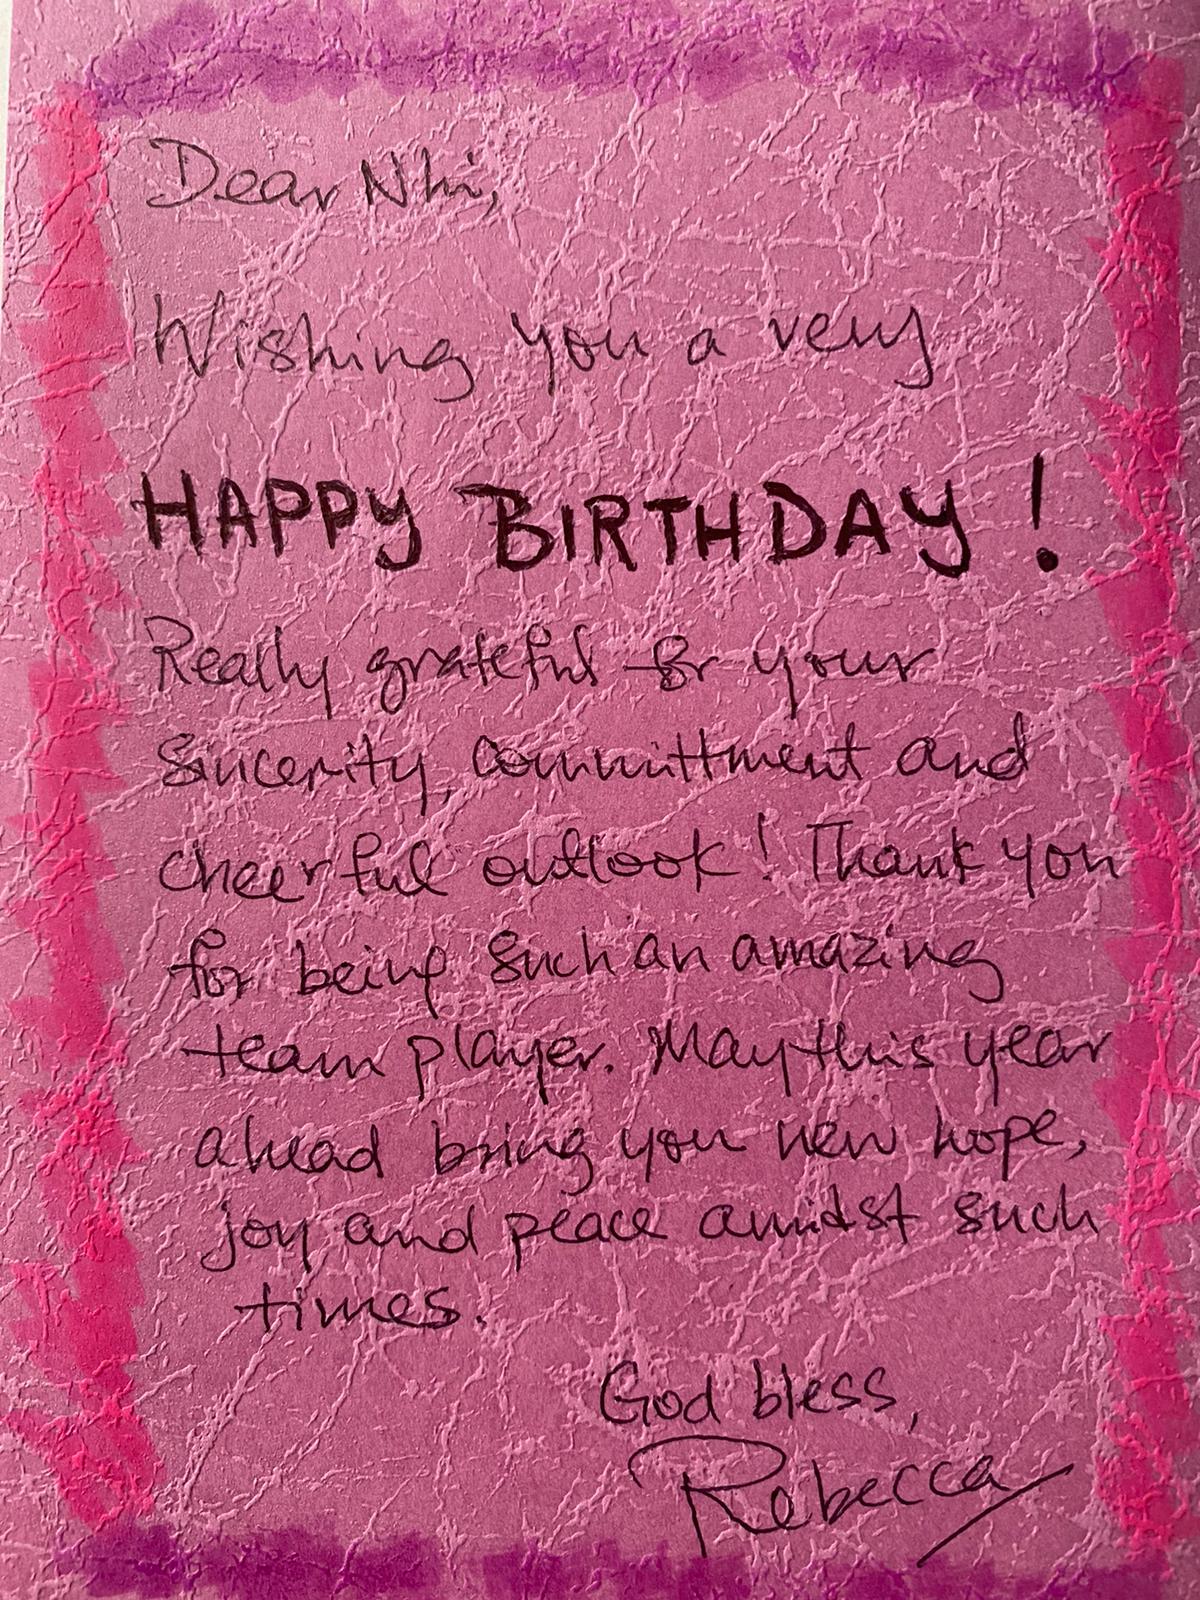 Dear Nhi,
Wishing you a very
HAPPY BIRTHDAY!
Really grateful for your
sincerity, committment and
cheerful outlook! Thank you
for being such an amazing
team player. May this year
ahead bring you new hope,
joy and peace amidst such
times.
God bless,
Rebecca